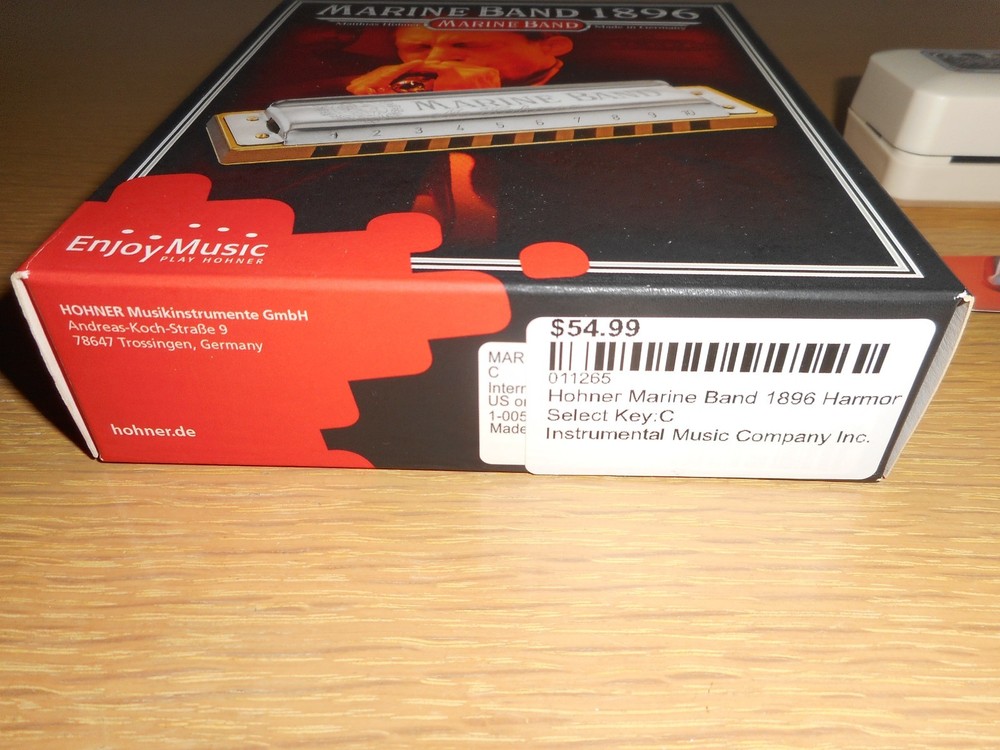 MARINE BAND 1896
Matthias Hohner MARINE BAND Made in Germany
MARINE BAND
1 2 3 4 5 6 7 8 9 10
Enjoy Music
PLAY HOHNER
HOHNER Musikinstrumente GmbH
Andreas-Koch-Straße 9
78647 Trossingen, Germany
hohner.de
MAR
C
Intern
US or
1-005
Made
$54.99
011265
Hohner Marine Band 1896 Harmor
Select Key:C
Instrumental Music Company Inc.